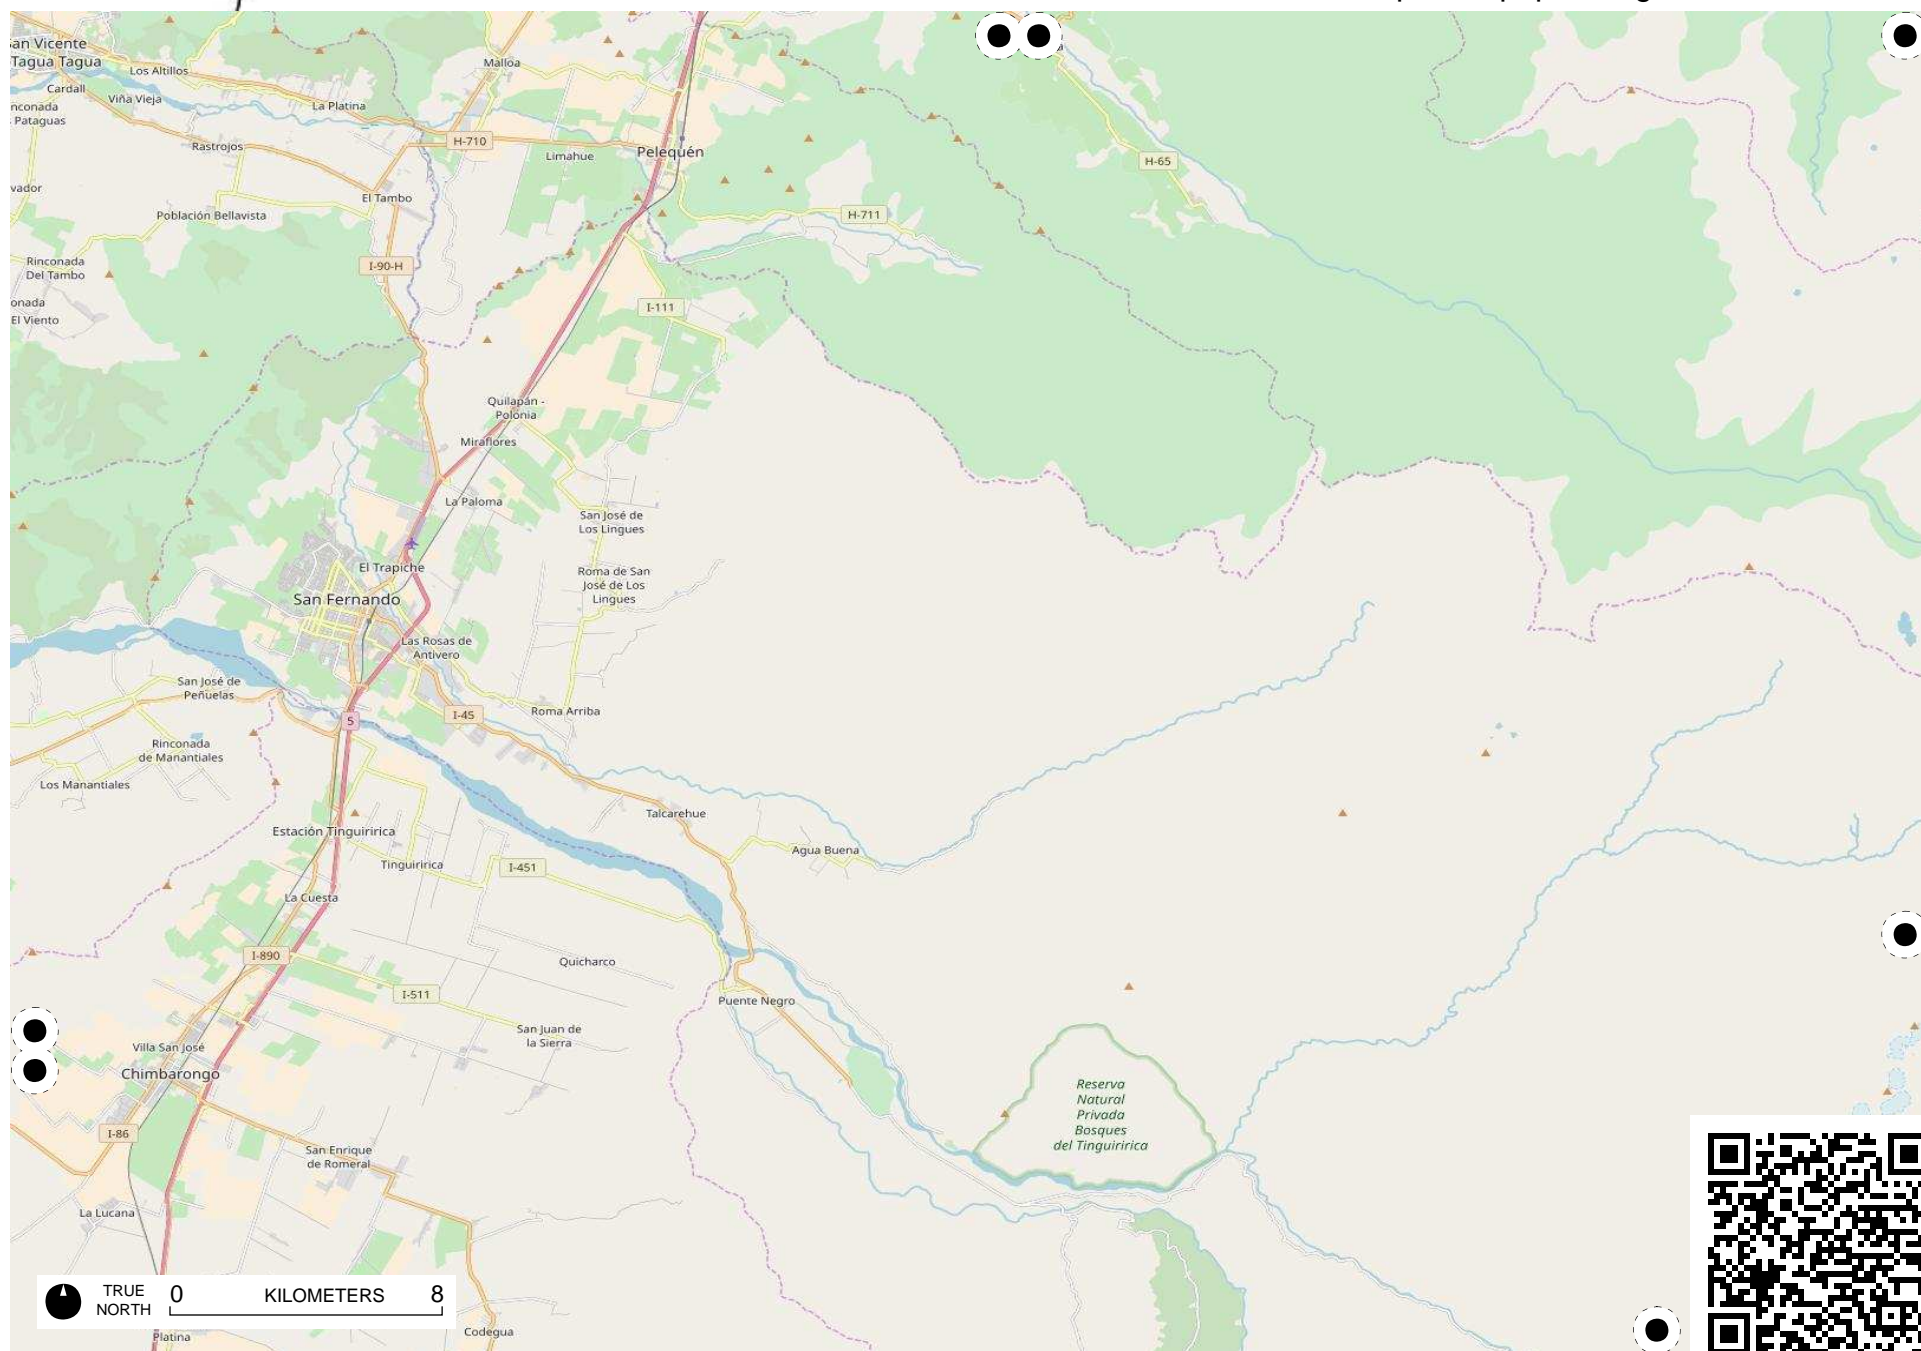 San Vicente
Tagua Tagua
Los Altillos
Malloa
Cardall
Viña Vieja
La Platina
Pataguas
Rastrojos
H-710
Limahue
Pelequén
H-65
El Tambo
Población Bellavista
H-711
Rinconada
Del Tambo
I-90-H
El Viento
I-111
Quilapán -
Polonia
Miraflores
La Paloma
San José de
Los Lingues
El Trapiche
Roma de San
José de Los
Lingues
San Fernando
Las Rosas de
Antivero
San José de
Peñuelas
5
I-45
Roma Arriba
Rinconada
de Manantiales
Los Manantiales
Talcarehue
Estación Tinguiririca
Agua Buena
Tinguiririca
I-451
La Cuesta
I-890
Quicharco
I-511
Puente Negro
San Juan de
la Sierra
Villa San José
Chimbarongo
Reserva
Natural
Privada
Bosques
del Tinguiririca
I-86
San Enrique
de Romeral
La Lucana
TRUE
NORTH
0 KILOMETERS 8
Platina
Codegua